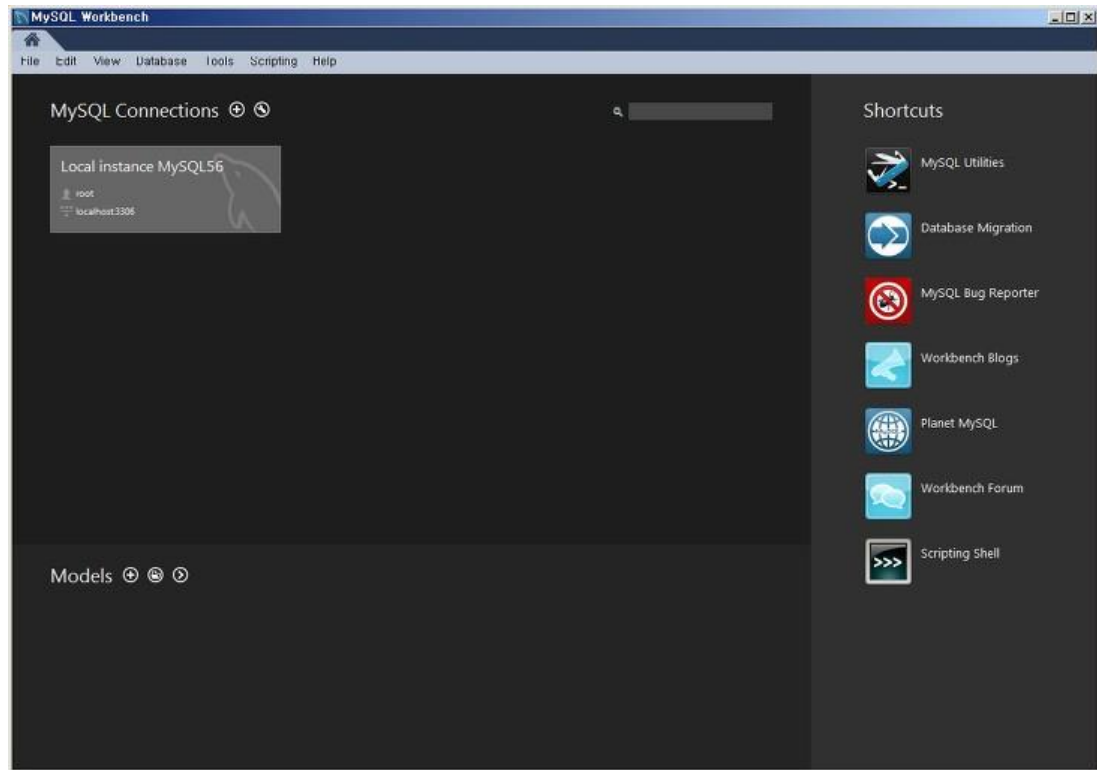 MySQL Workbench
File Edit View Database Tools Scripting Help
MySQL Connections
Local instance MySQL56
root
localhost:3306
Shortcuts
MySQL Utilities
Database Migration
MySQL Bug Reporter
Workbench Blogs
Planet MySQL
Workbench Forum
Scripting Shell
Models